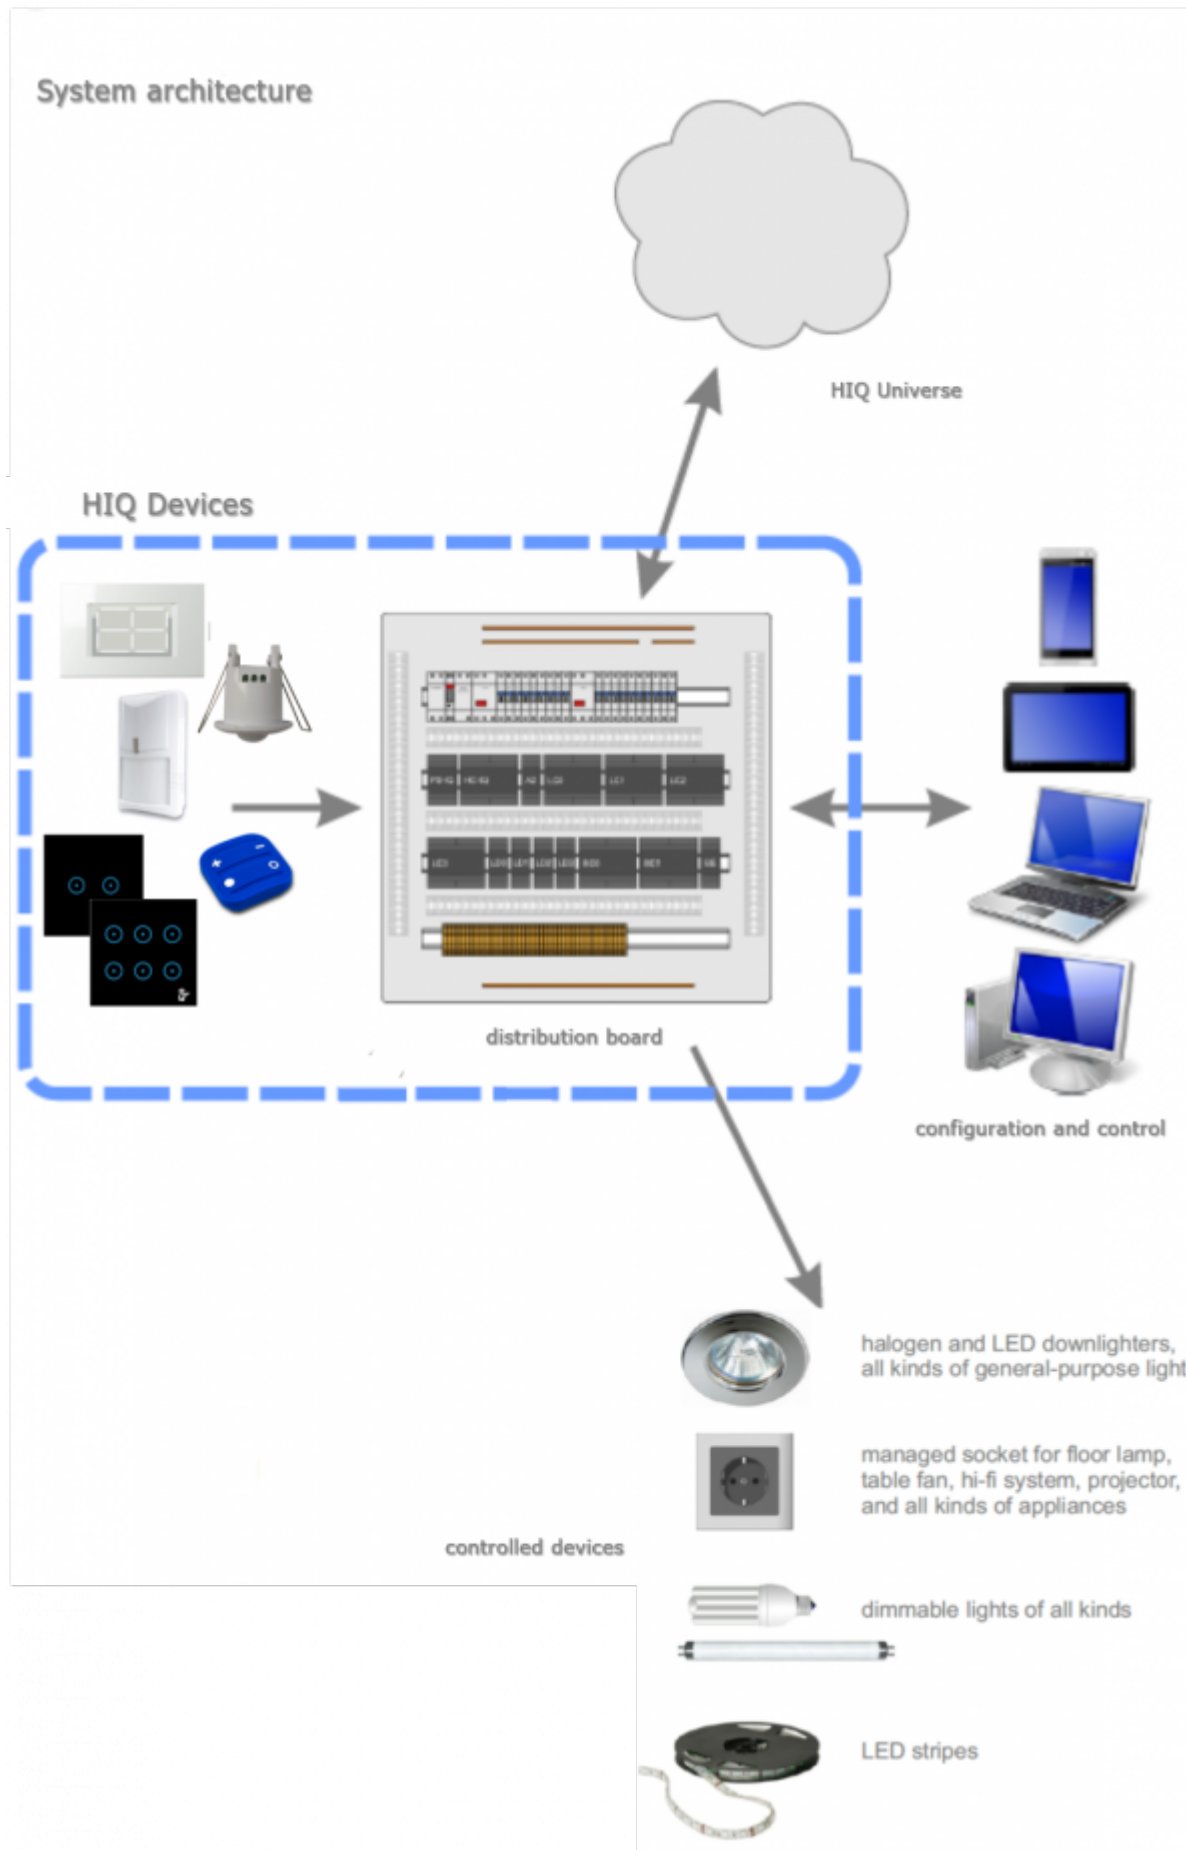 System architecture
HIQ Universe
HIQ Devices
LC1
LC2
distribution board
configuration and control
halogen and LED downlighters,
all kinds of general-purpose light
managed socket for floor lamp,
table fan, hi-fi system, projector,
and all kinds of appliances
controlled devices
dimmable lights of all kinds
LED stripes